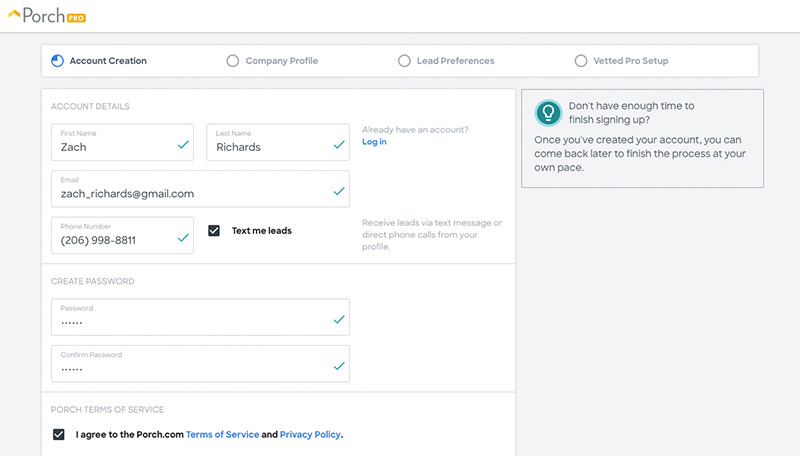 Porch PRO
Account Creation
Company Profile
Lead Preferences
Vetted Pro Setup
ACCOUNT DETAILS
First Name
Zach
Last Name
Richards
Already have an account?
Log in
Email
zach_richards@gmail.com
Phone Number
(206) 998-8811
Text me leads
Receive leads via text message or
direct phone calls from your
profile.
CREATE PASSWORD
Password
......
Confirm Password
......
PORCH TERMS OF SERVICE
I agree to the Porch.com Terms of Service and Privacy Policy.
Don't have enough time to
finish signing up?
Once you've created your account, you can
come back later to finish the process at your
own pace.